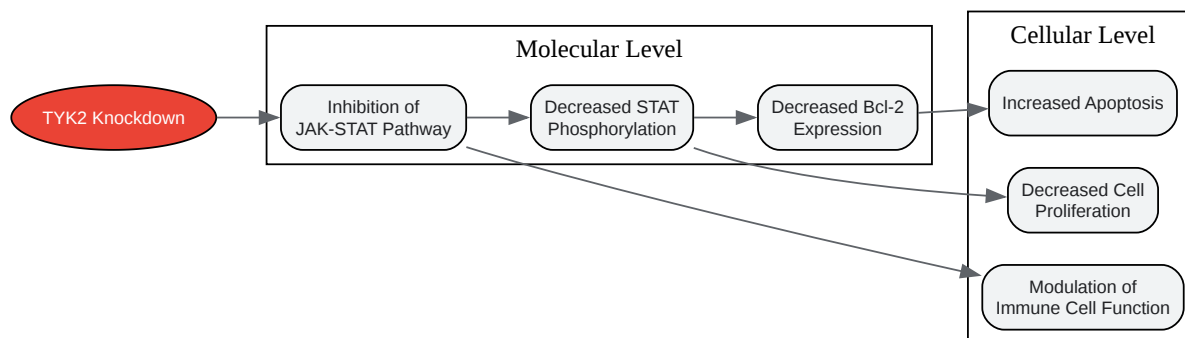 Molecular Level
Cellular Level
TYK2 Knockdown
Inhibition of
JAK-STAT Pathway
Decreased STAT
Phosphorylation
Decreased Bcl-2
Expression
Increased Apoptosis
Decreased Cell
Proliferation
Modulation of
Immune Cell Function